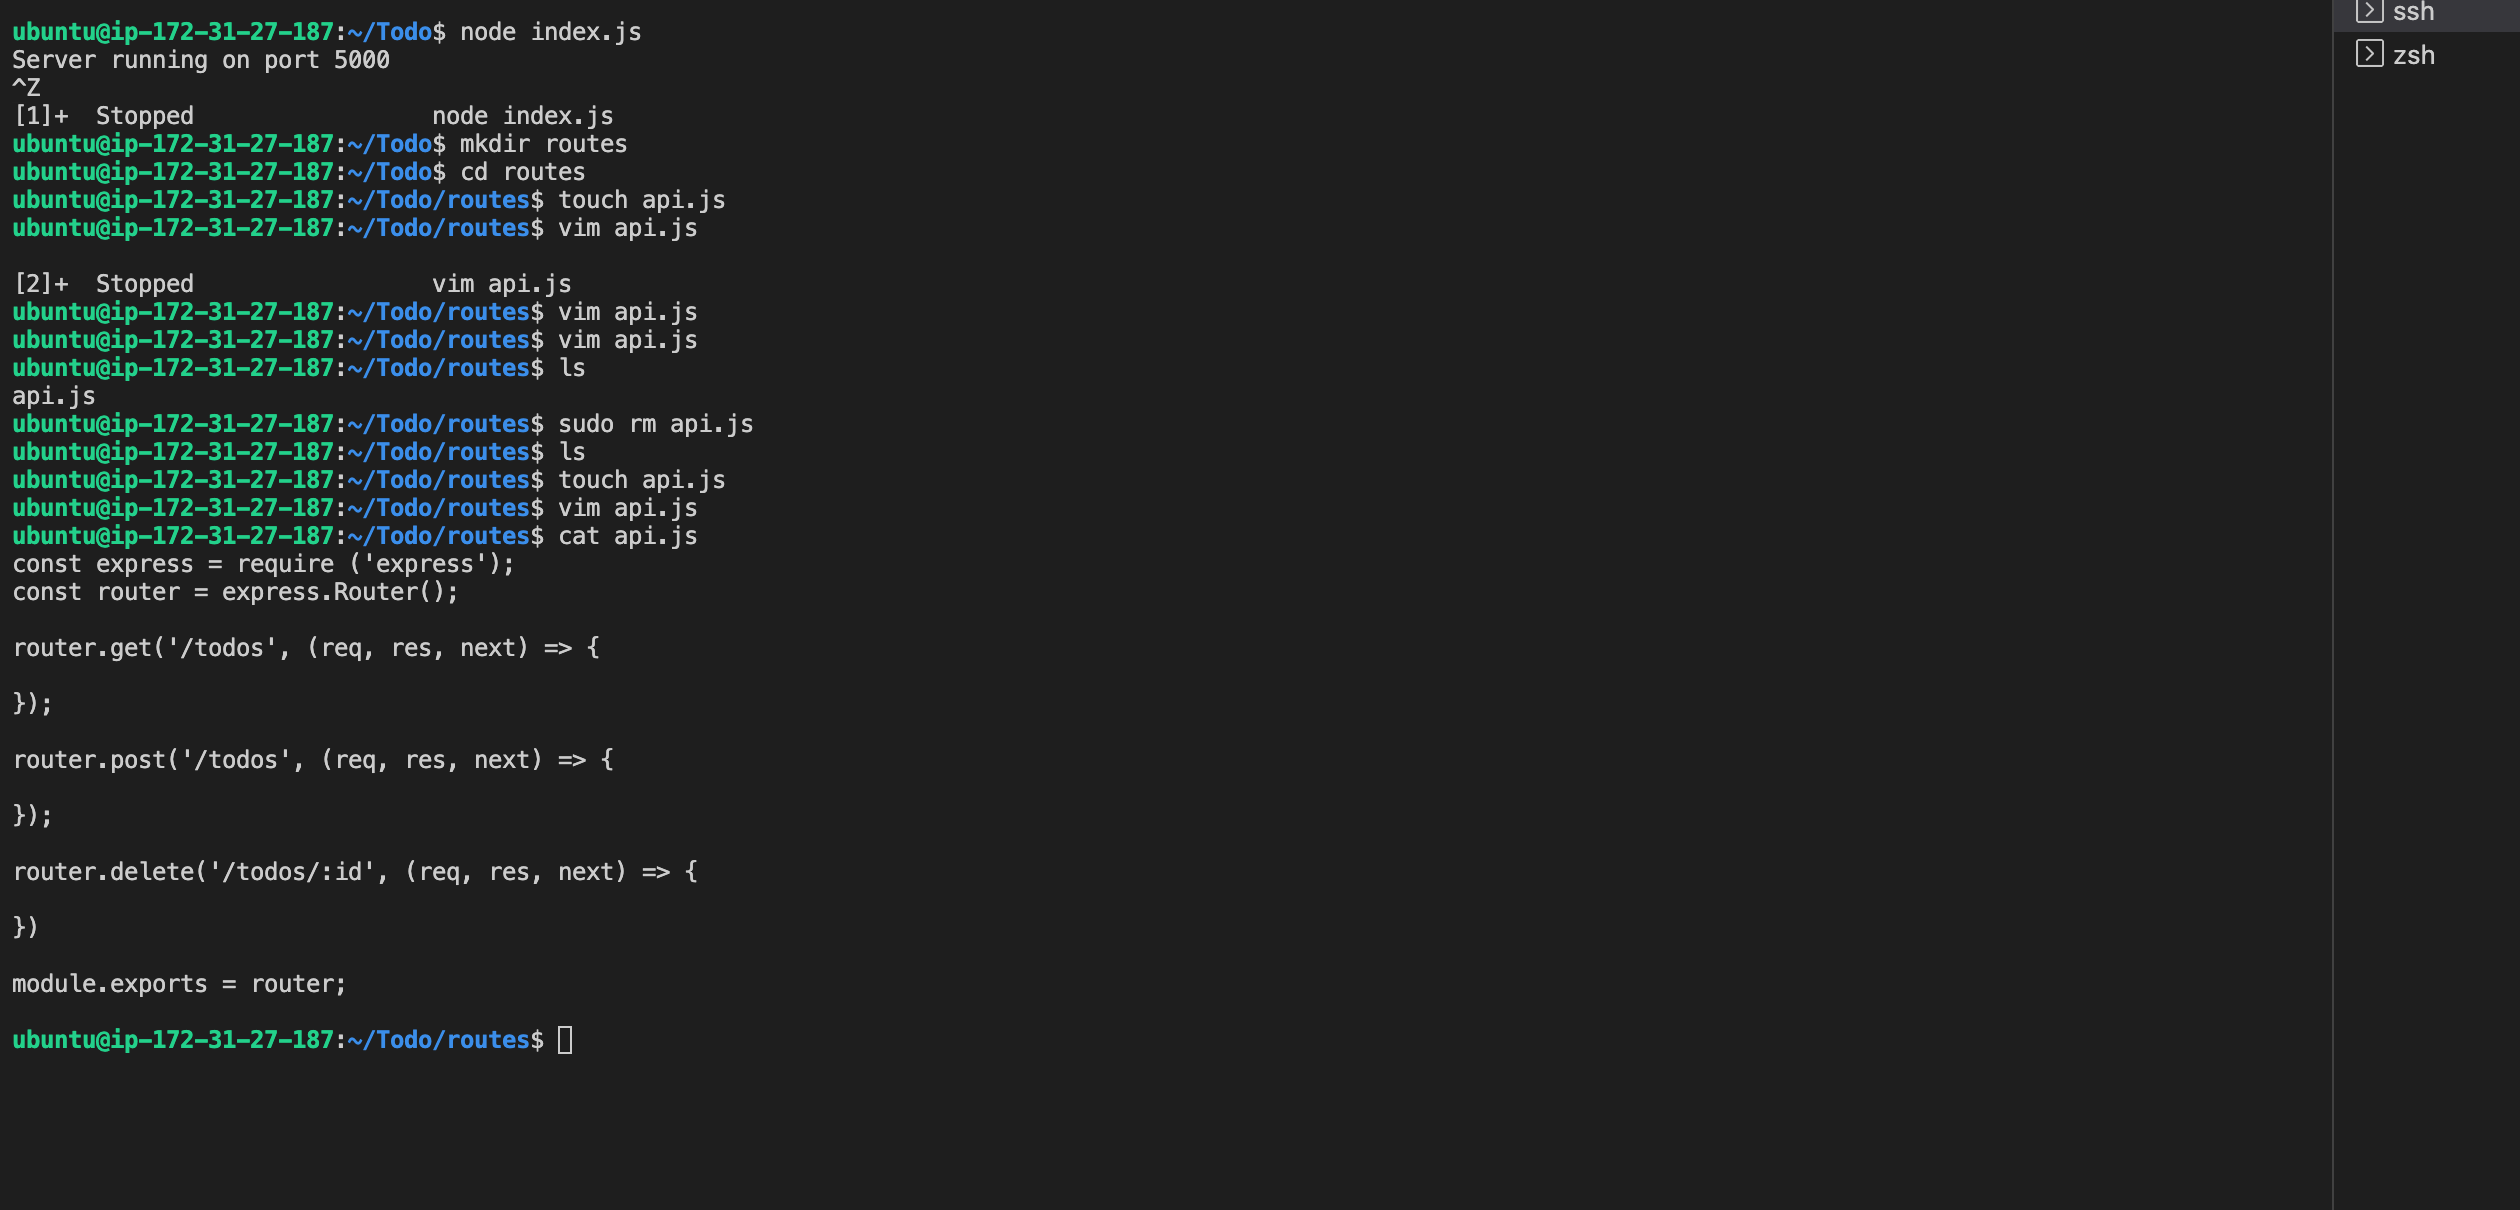 ubuntu@ip-172-31-27-187:~/Todo$ node index.js
Server running on port 5000
^Z
[1]+  Stopped                 node index.js
ubuntu@ip-172-31-27-187:~/Todo$ mkdir routes
ubuntu@ip-172-31-27-187:~/Todo$ cd routes
ubuntu@ip-172-31-27-187:~/Todo/routes$ touch api.js
ubuntu@ip-172-31-27-187:~/Todo/routes$ vim api.js

[2]+  Stopped                 vim api.js
ubuntu@ip-172-31-27-187:~/Todo/routes$ vim api.js
ubuntu@ip-172-31-27-187:~/Todo/routes$ vim api.js
ubuntu@ip-172-31-27-187:~/Todo/routes$ ls
api.js
ubuntu@ip-172-31-27-187:~/Todo/routes$ sudo rm api.js
ubuntu@ip-172-31-27-187:~/Todo/routes$ ls
ubuntu@ip-172-31-27-187:~/Todo/routes$ touch api.js
ubuntu@ip-172-31-27-187:~/Todo/routes$ vim api.js
ubuntu@ip-172-31-27-187:~/Todo/routes$ cat api.js
const express = require ('express');
const router = express.Router();

router.get('/todos', (req, res, next) => {

});

router.post('/todos', (req, res, next) => {

});

router.delete('/todos/:id', (req, res, next) => {

})

module.exports = router;

ubuntu@ip-172-31-27-187:~/Todo/routes$
ssh
zsh